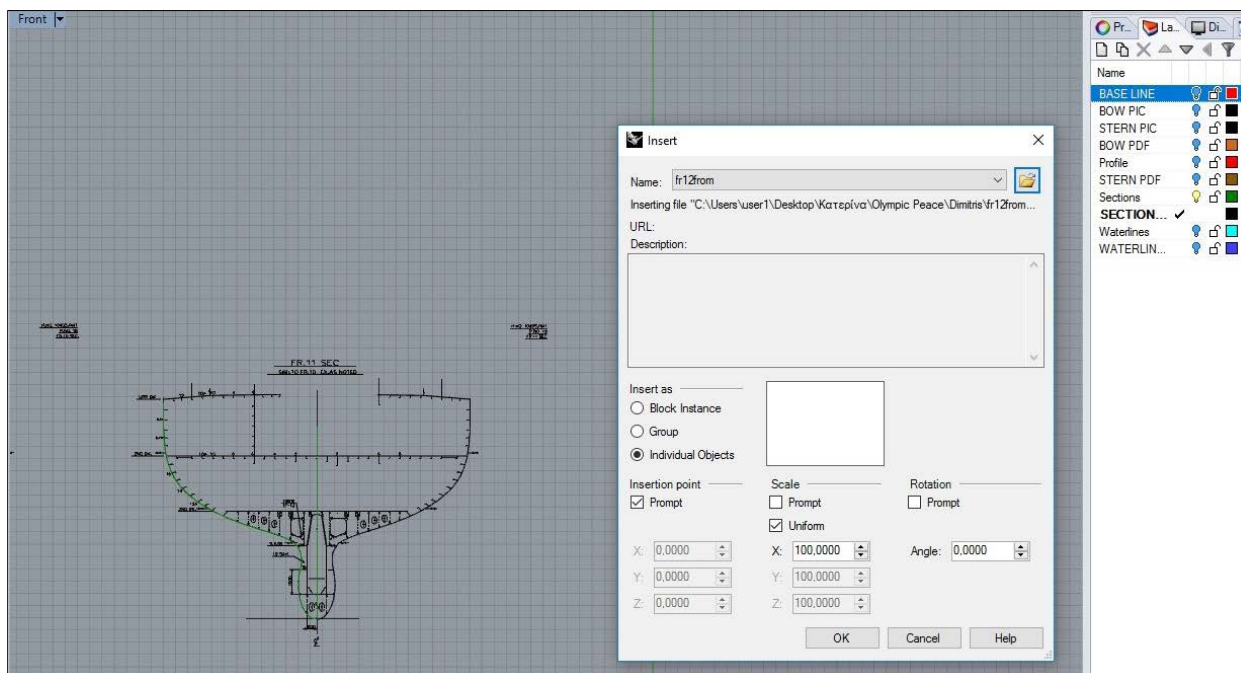 Front
Pr...
La...
Di...
Name
BASE LINE
BOW PIC
STERN PIC
BOW PDF
Profile
STERN PDF
Sections
SECTION...
Waterlines
WATERLIN...
Insert
Name: fr12from
Inserting file "C:\Users\user1\Desktop\Κατερίνα\Olympic Peace\Dimitris\fr12from...
URL:
Description:
Insert as
Block Instance
Group
Individual Objects
Insertion point
Prompt
X: 0,0000
Y: 0,0000
Z: 0,0000
Scale
Prompt
Uniform
X: 100,0000
Y: 100,0000
Z: 100,0000
Rotation
Prompt
Angle: 0,0000
OK
Cancel
Help
FR.11 SEC